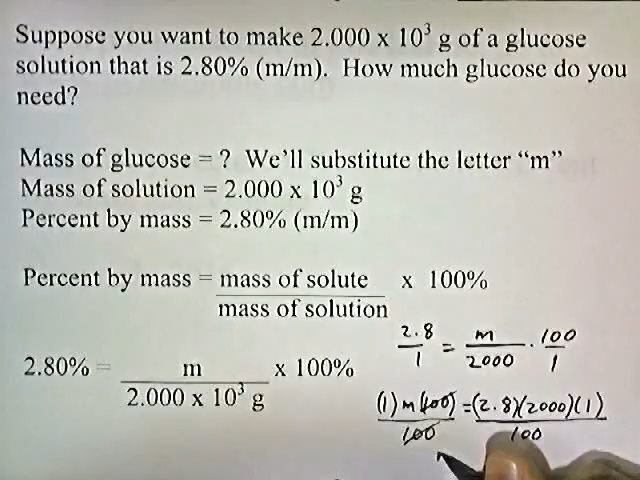 Suppose you want to make 2.000 x 10³ g of a glucose
solution that is 2.80% (m/m). How much glucose do you
need?
Mass of glucose = ? We'll substitute the letter "m"
Mass of solution = 2.000 x 10³ g
Percent by mass = 2.80% (m/m)
Percent by mass = mass of solute x 100%
mass of solution
2.80% = m x 100%
2.000 x 10³ g
2.8 m 100
= ·
1 2000 1
(1) m (100) = (2.8)(2000)(1)
100 100